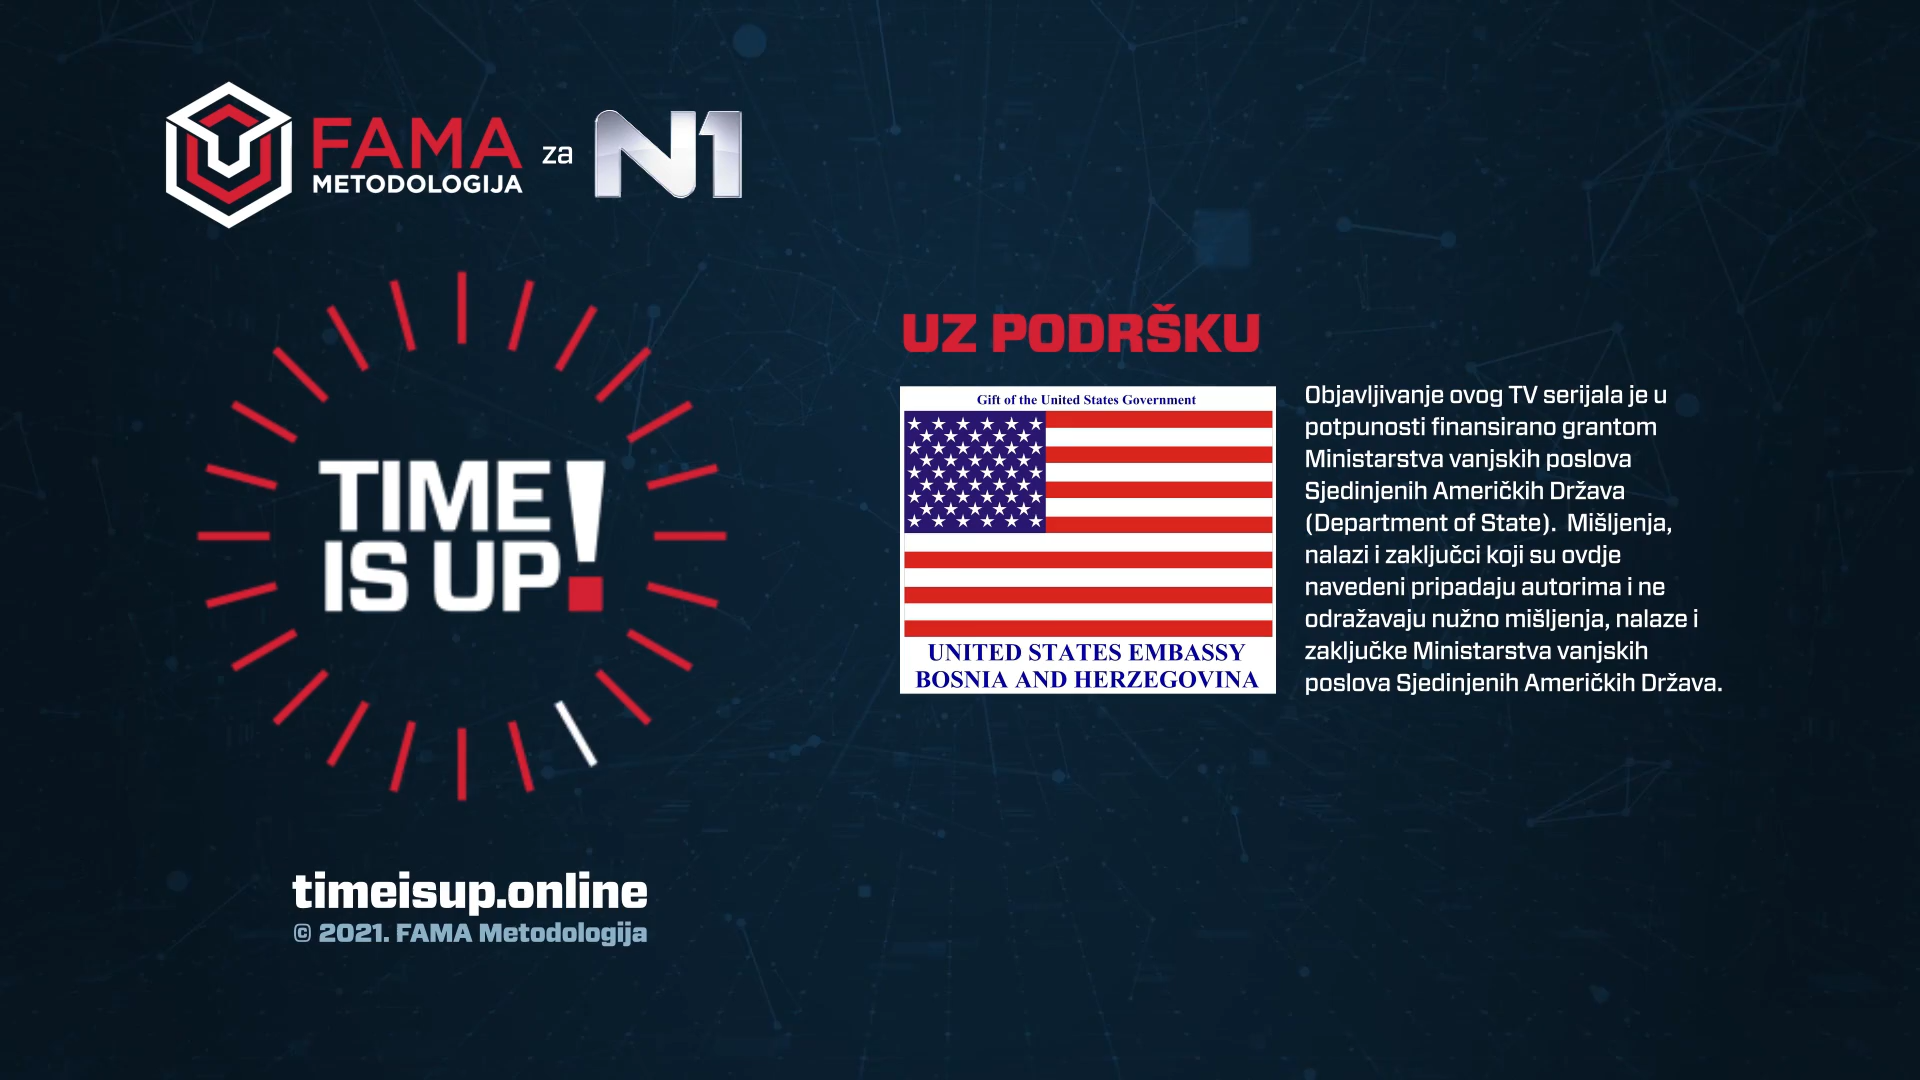 FAMA
METODOLOGIJA
za
N1
TIME
IS UP!
timeisup.online
© 2021. FAMA Metodologija
UZ PODRŠKU
Gift of the United States Government
UNITED STATES EMBASSY
BOSNIA AND HERZEGOVINA
Objavljivanje ovog TV serijala je u
potpunosti finansirano grantom
Ministarstva vanjskih poslova
Sjedinjenih Američkih Država
(Department of State).  Mišljenja,
nalazi i zaključci koji su ovdje
navedeni pripadaju autorima i ne
odražavaju nužno mišljenja, nalaze i
zaključke Ministarstva vanjskih
poslova Sjedinjenih Američkih Država.